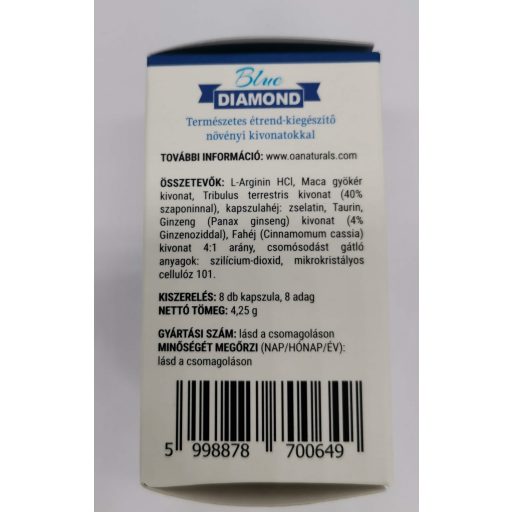 Blue
DIAMOND
Természetes étrend-kiegészítő
növényi kivonatokkal
TOVÁBBI INFORMÁCIÓ: www.oanaturals.com
ÖSSZETEVŐK: L-Arginin HCl, Maca gyökér
kivonat, Tribulus terrestris kivonat (40%
szaponinnal), kapszulahéj: zselatin, Taurin,
Ginzeng (Panax ginseng) kivonat (4%
Ginzenoziddal), Fahéj (Cinnamomum cassia)
kivonat 4:1 arány, csomósodást gátló
anyagok: szilícium-dioxid, mikrokristályos
cellulóz 101.
KISZERELÉS: 8 db kapszula, 8 adag
NETTÓ TÖMEG: 4,25 g
GYÁRTÁSI SZÁM: lásd a csomagoláson
MINŐSÉGÉT MEGŐRZI (NAP/HÓNAP/ÉV):
lásd a csomagoláson
5 998878 700649